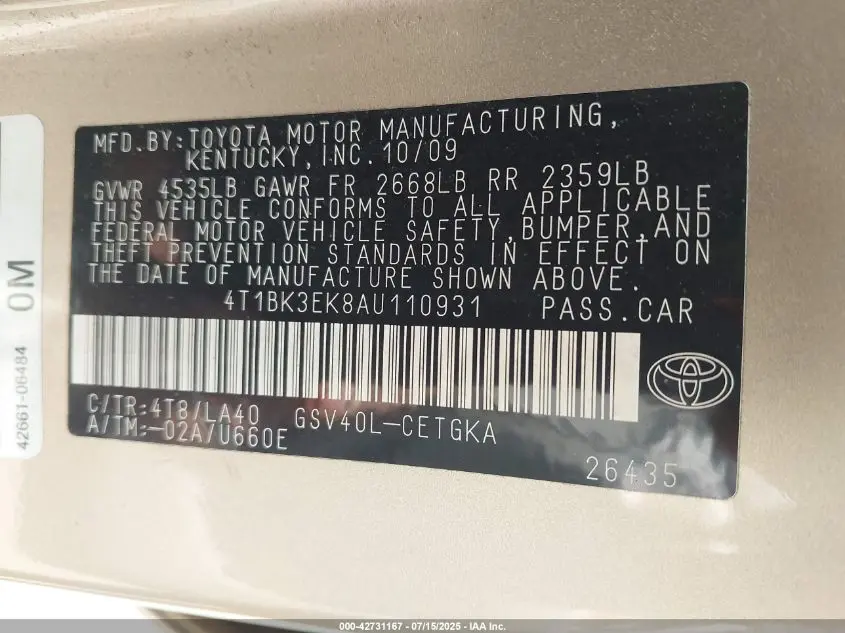 MFD.BY:TOYOTA MOTOR MANUFACTURING,
KENTUCKY,INC.10/09
GVWR 4535LB GAWR FR 2668LB RR 2359LB
THIS VEHICLE CONFORMS TO ALL APPLICABLE
FEDERAL MOTOR VEHICLE SAFETY,BUMPER,AND
THEFT PREVENTION STANDARDS IN EFFECT ON
THE DATE OF MANUFACTURE SHOWN ABOVE.
4T1BK3EK8AU110931 PASS.CAR
C/TR:4T8/LA40 GSV40L-CETGKA
A/TM:-02A/U660E
26435
0M
42661-06484
000-42731167 - 07/15/2025 - IAA Inc.